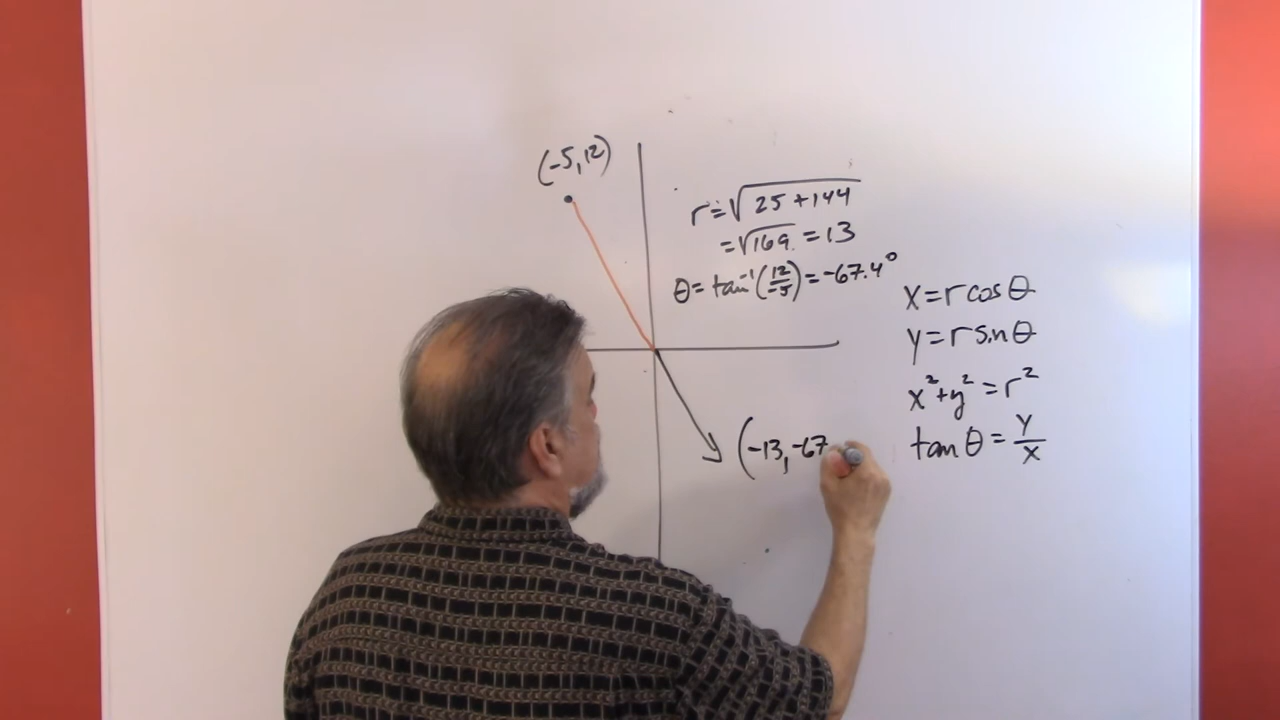 (-5,12)
r=√25+144
=√169 = 13
θ=tan⁻¹(12/-5)=-67.4°
x=r cos θ
y=r sin θ
x²+y²=r²
tan θ = y/x
(-13,-67